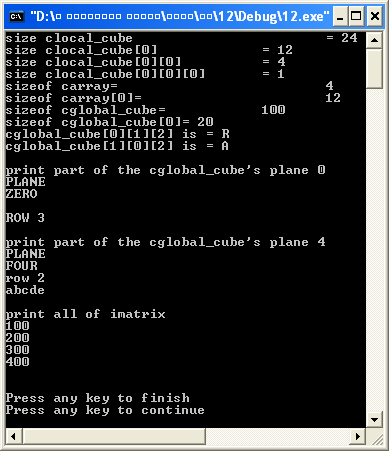 "D:\м ∎∎∎∎∎∎∎∎ ∎∎∎∎∎\∎∎∎∎\∎∎\12\Debug\12.exe"
size clocal_cube = 24
size clocal_cube[0] = 12
size clocal_cube[0][0] = 4
size clocal_cube[0][0][0] = 1
sizeof carray= 4
sizeof carray[0]= 12
sizeof cglobal_cube= 100
sizeof cglobal_cube[0]= 20
cglobal_cube[0][1][2] is = R
cglobal_cube[1][0][2] is = A
print part of the cglobal_cube's plane 0
PLANE
ZERO
ROW 3
print part of the cglobal_cube's plane 4
PLANE
FOUR
row 2
abcde
print all of imatrix
100
200
300
400
Press any key to finish
Press any key to continue